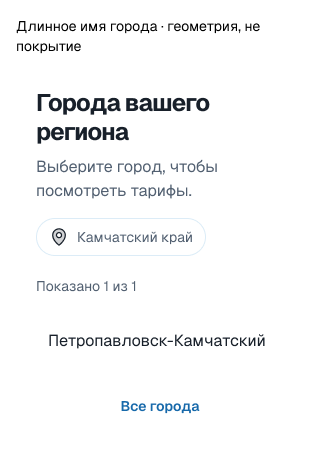 Длинное имя города · геометрия, не
покрытие
Города вашего
региона
Выберите город, чтобы
посмотреть тарифы.
Камчатский край
Показано 1 из 1
Петропавловск-Камчатский
Все города